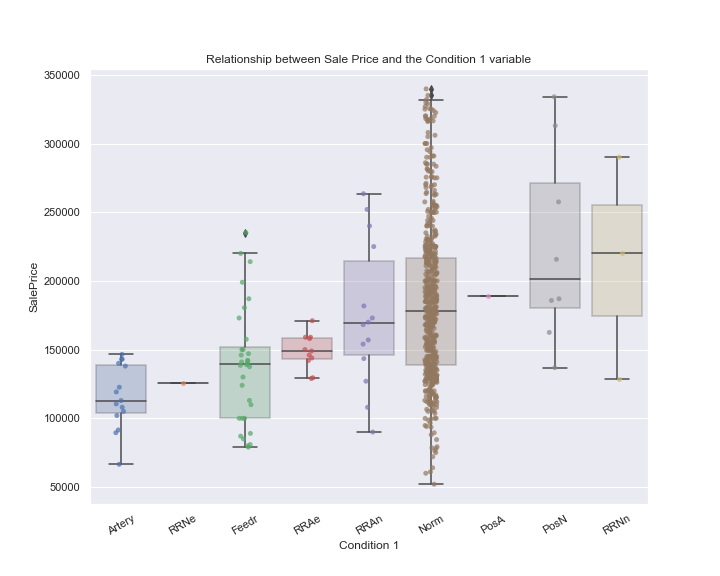 Relationship between Sale Price and the Condition 1 variable
350000
300000
250000
200000
150000
100000
50000
SalePrice
Artery
RRNe
Feedr
RRAe
RRAn
Norm
PosA
PosN
RRNn
Condition 1